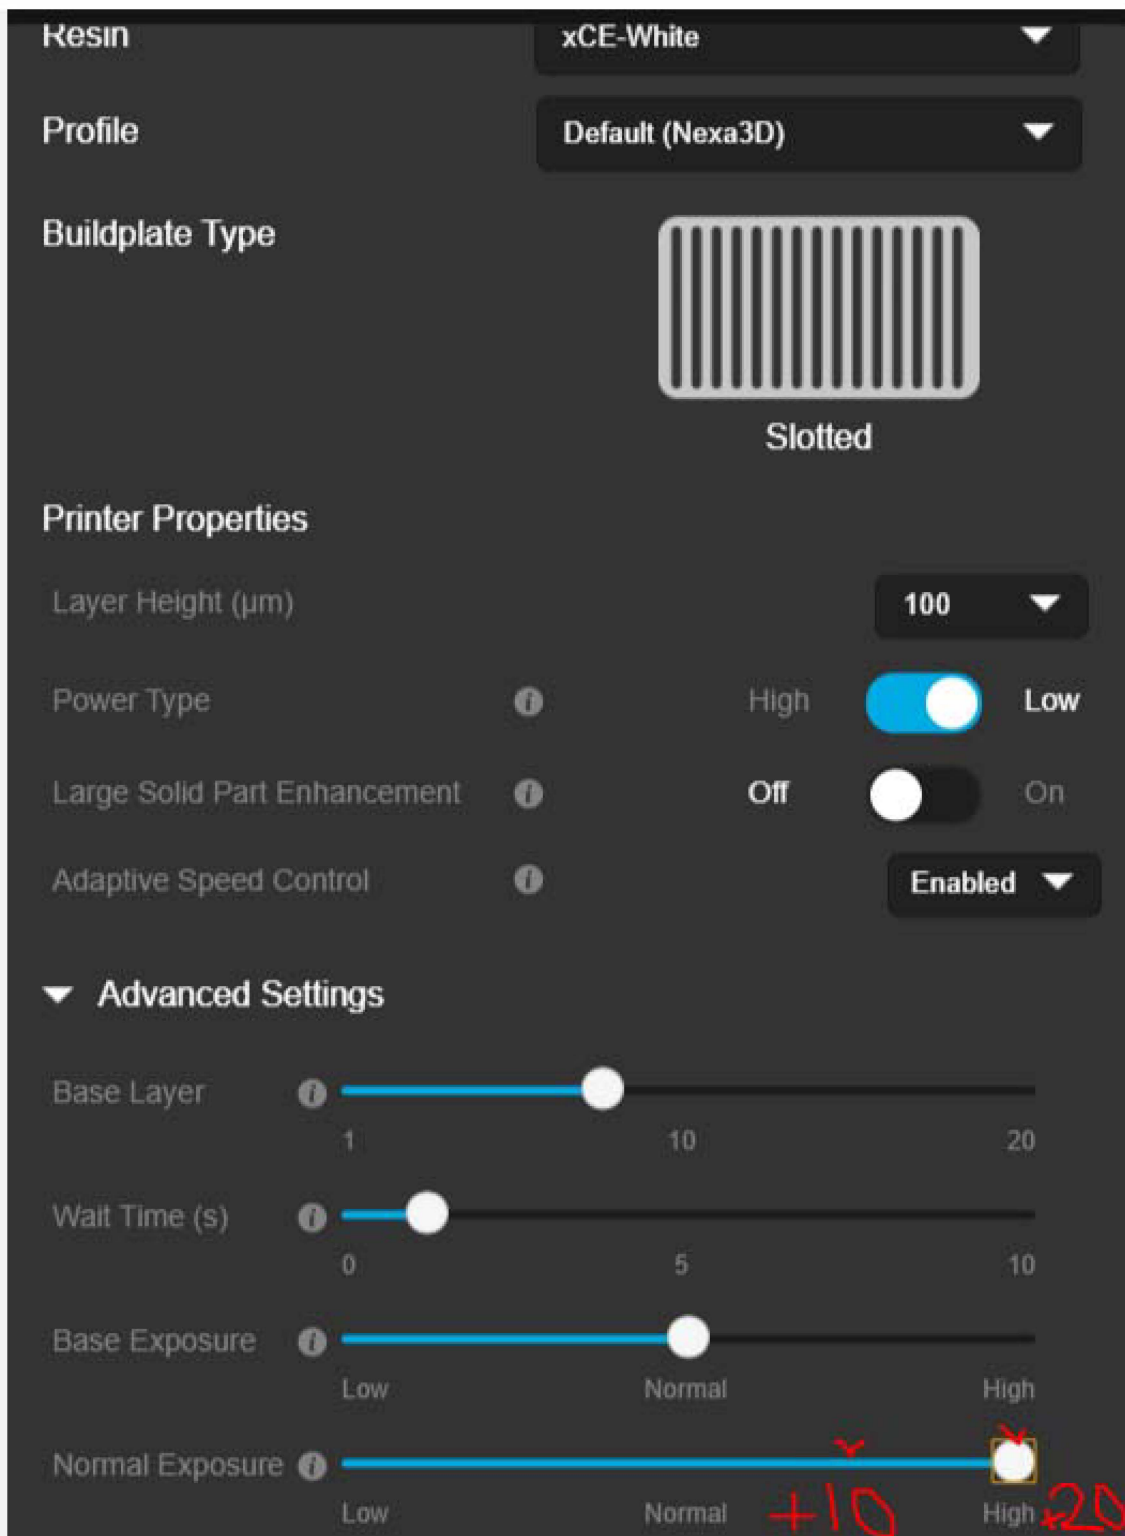 Resin xCE-White
Profile Default (Nexa3D)
Buildplate Type
Slotted
Printer Properties
Layer Height (µm) 100
Power Type High Low
Large Solid Part Enhancement Off On
Adaptive Speed Control Enabled
Advanced Settings
Base Layer
1 10 20
Wait Time (s)
0 5 10
Base Exposure
Low Normal High
Normal Exposure
Low Normal +10 High +20